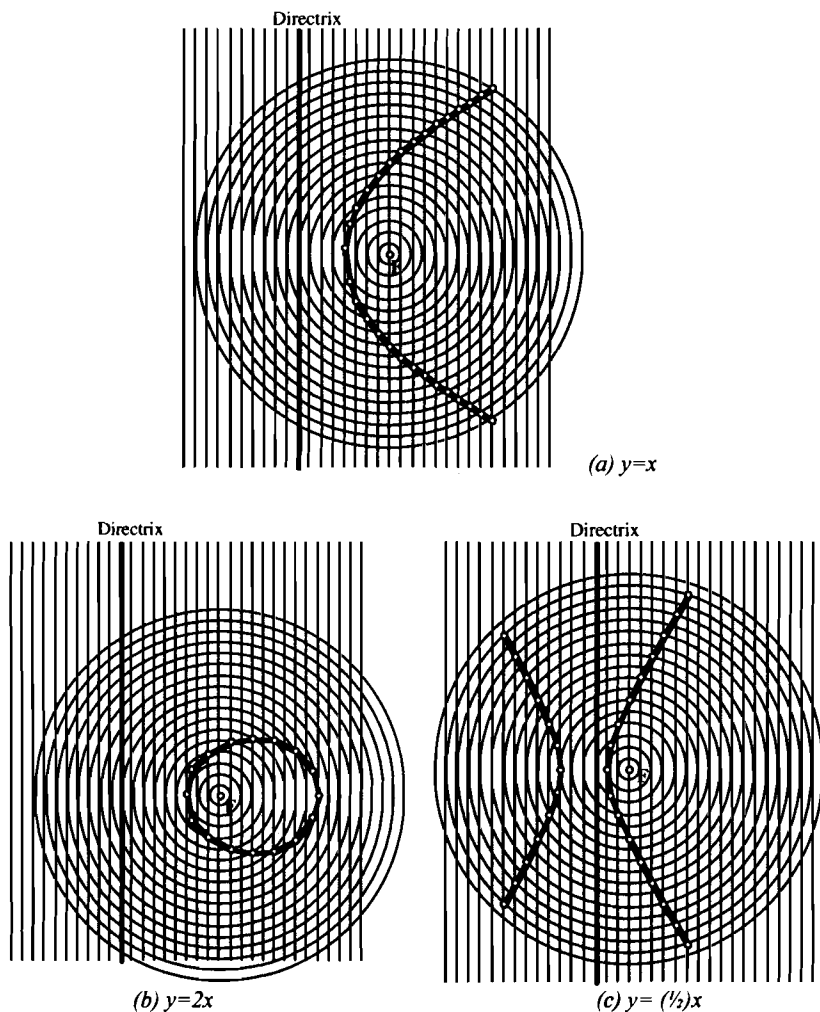 Directrix
F
(a) y=x
Directrix
F
(b) y=2x
Directrix
F
(c) y= (½)x